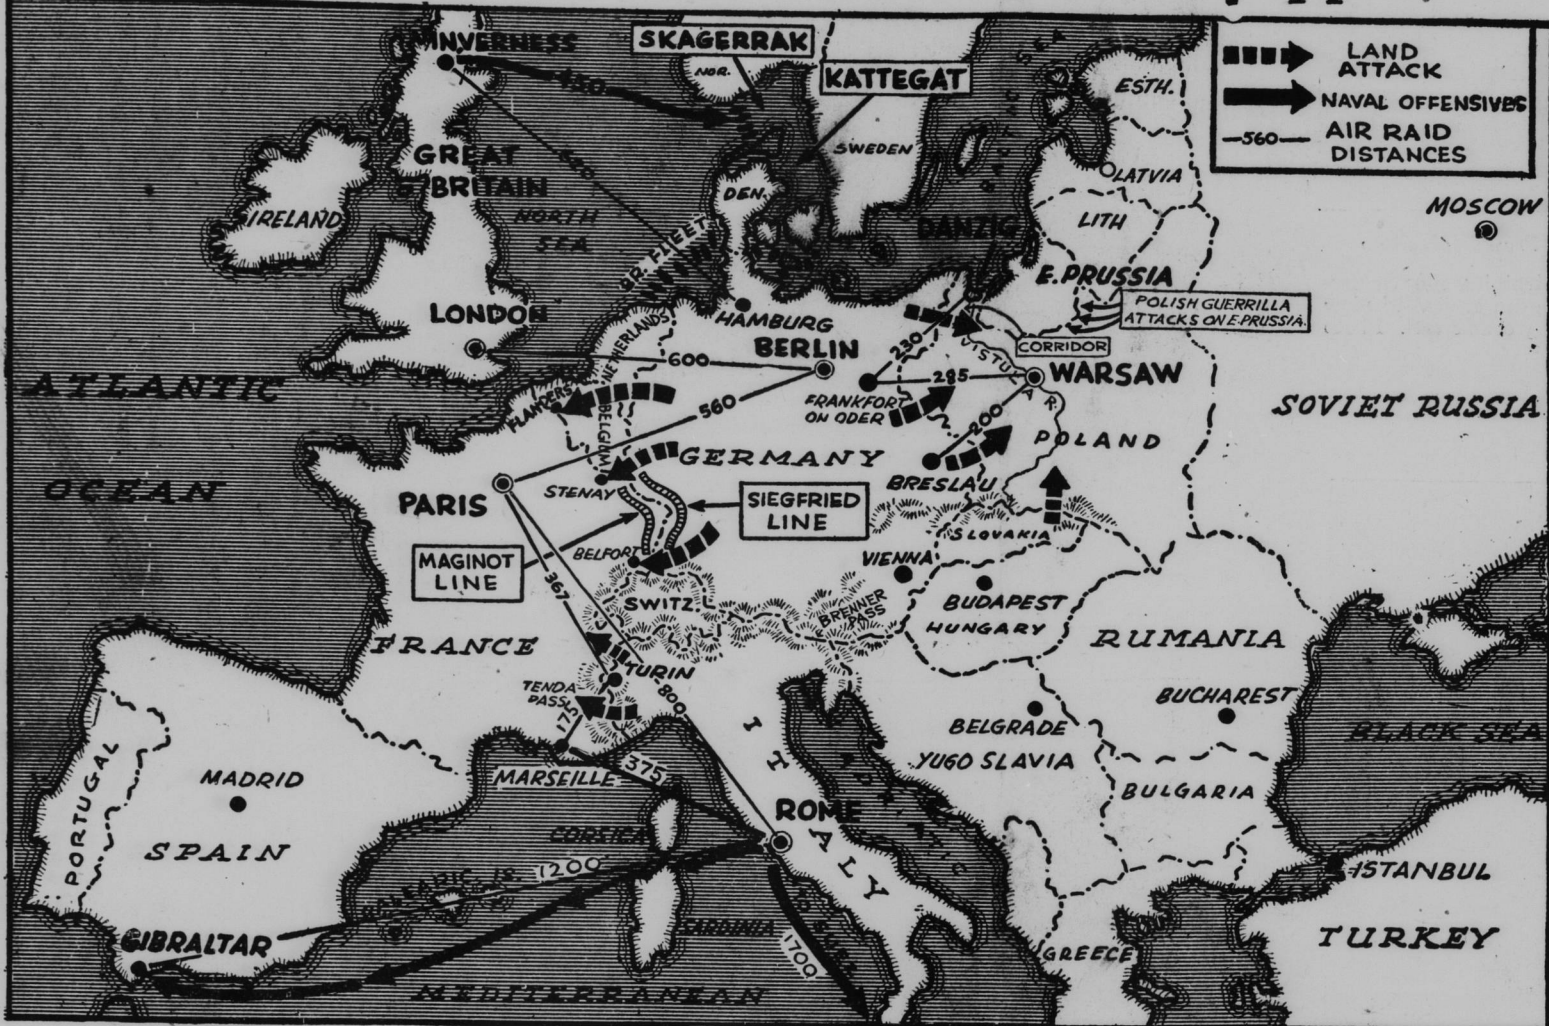 INVERNESS
SKAGERRAK
KATTEGAT
NOR.
SWEDEN
BALTIC SEA
ESTH.
LATVIA
LITH
LAND
ATTACK
NAVAL OFFENSIVES
560
AIR RAID
DISTANCES
MOSCOW
450
GREAT
BRITAIN
IRELAND
NORTH
SEA
DEN.
DANZIG
E. PRUSSIA
POLISH GUERRILLA
ATTACKS ON E. PRUSSIA
CORRIDOR
BR. FLEET
LONDON
HAMBURG
BERLIN
NETHERLANDS
600
230
VISTULA R.
285
WARSAW
ATLANTIC
OCEAN
FLANDERS
BELGIUM
560
FRANKFORT
ON ODER
200
SOVIET RUSSIA
POLAND
GERMANY
BRESLAU
PARIS
STENAY
SIEGFRIED
LINE
SLOVAKIA
MAGINOT
LINE
BELFORT
VIENNA
367
SWITZ.
BRENNER
PASS
BUDAPEST
HUNGARY
FRANCE
RUMANIA
TURIN
TENDA
PASS
175
800
BUCHAREST
BELGRADE
YUGO SLAVIA
BLACK SEA
MARSEILLE
375
ITALY
ADRIATIC
BULGARIA
MADRID
SPAIN
PORTUGAL
CORSICA
ROME
BALEARIC IS.
1200
ISTANBUL
TURKEY
SARDINIA
GIBRALTAR
1700
GREECE
MEDITERRANEAN